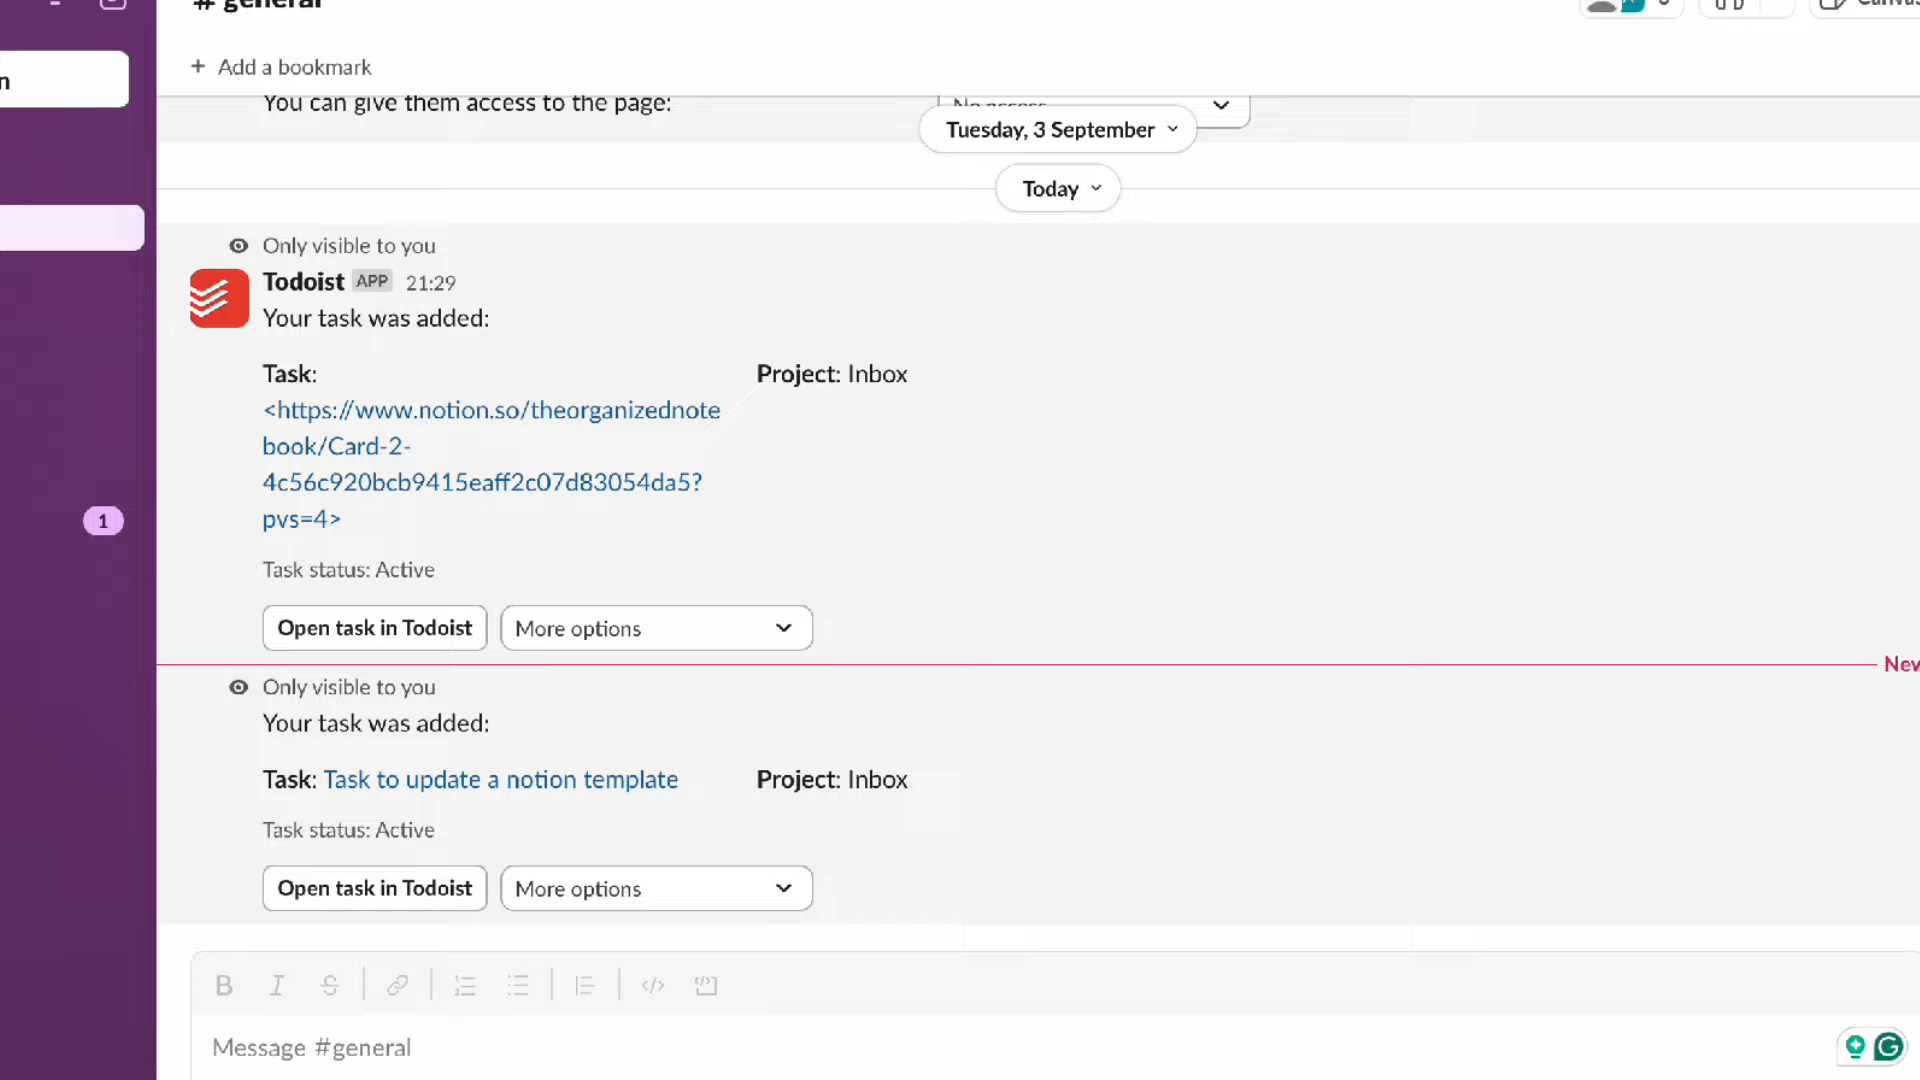 # general
n
+ Add a bookmark
You can give them access to the page:
No access
Tuesday, 3 September
Today
Only visible to you
Todoist APP 21:29
Your task was added:
Task:
Project: Inbox
<https://www.notion.so/theorganizednote
book/Card-2-
4c56c920bcb9415eaff2c07d83054da5?
pvs=4>
1
Task status: Active
Open task in Todoist
More options
New
Only visible to you
Your task was added:
Task: Task to update a notion template
Project: Inbox
Task status: Active
Open task in Todoist
More options
Message #general